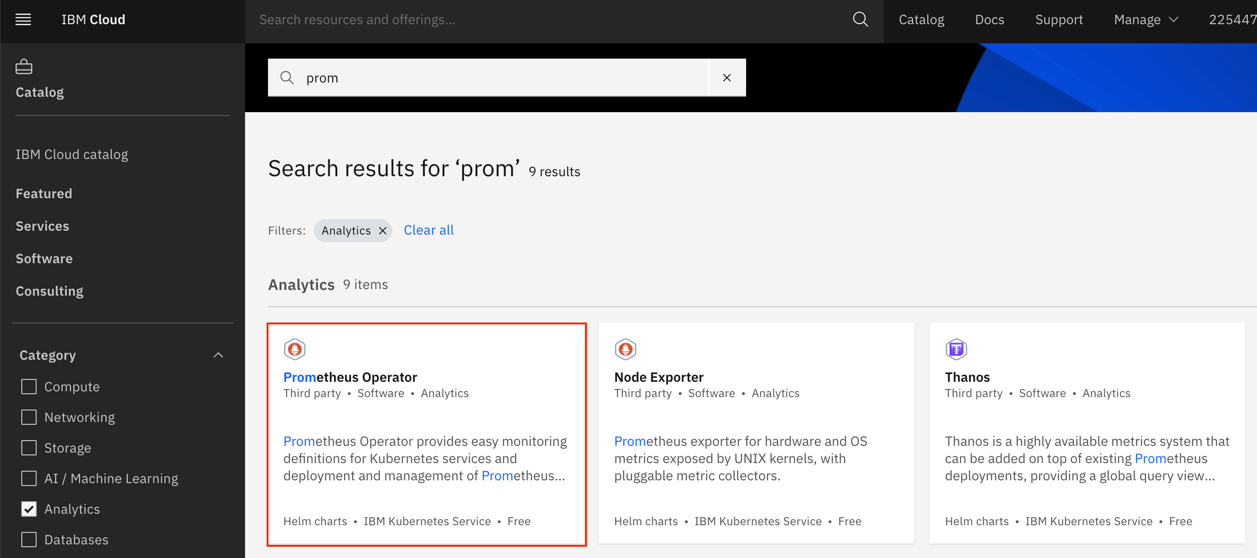 IBM Cloud
Search resources and offerings...
Catalog
Docs
Support
Manage
225447
Catalog
IBM Cloud catalog
Featured
Services
Software
Consulting
Category
Compute
Networking
Storage
AI / Machine Learning
Analytics
Databases
prom
Search results for ‘prom’ 9 results
Filters: Analytics Clear all
Analytics 9 items
Prometheus Operator
Third party • Software • Analytics
Prometheus Operator provides easy monitoring
definitions for Kubernetes services and
deployment and management of Prometheus...
Helm charts • IBM Kubernetes Service • Free
Node Exporter
Third party • Software • Analytics
Prometheus exporter for hardware and OS
metrics exposed by UNIX kernels, with
pluggable metric collectors.
Helm charts • IBM Kubernetes Service • Free
Thanos
Third party • Software • Analytics
Thanos is a highly available metrics system that
can be added on top of existing Prometheus
deployments, providing a global query view...
Helm charts • IBM Kubernetes Service • Free